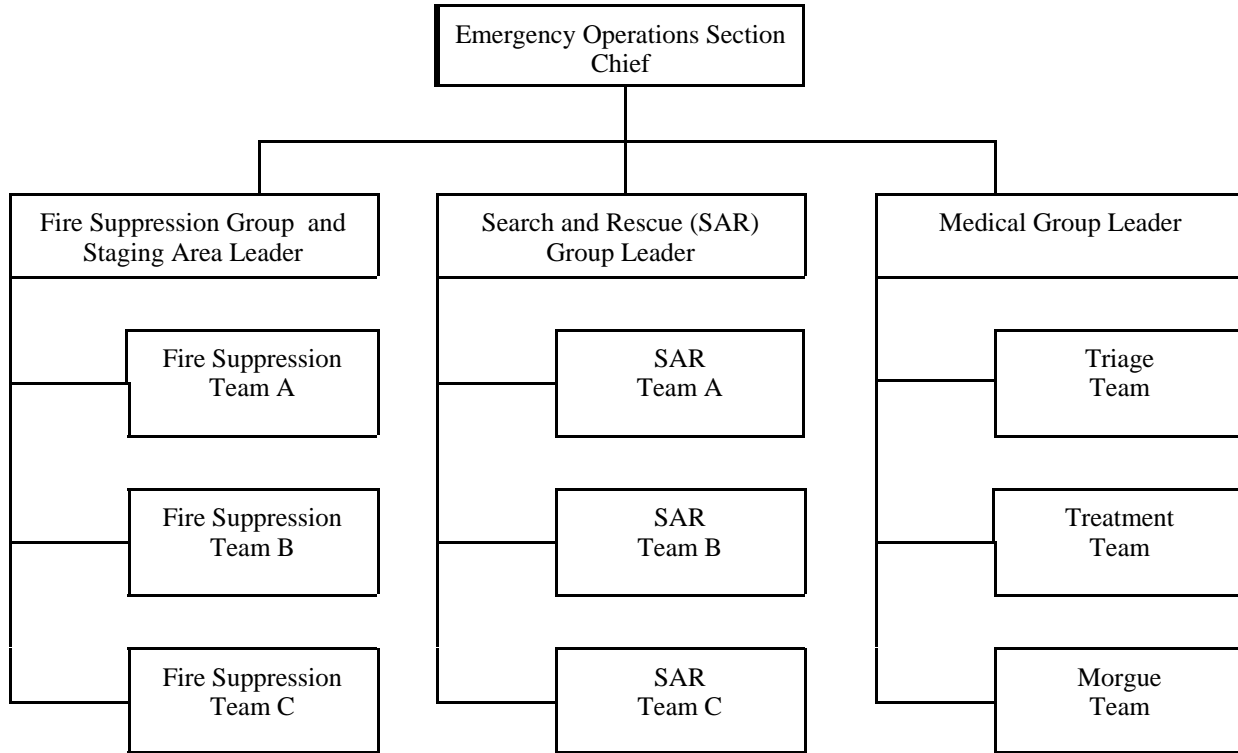 Emergency Operations Section
Chief
Fire Suppression Group and
Staging Area Leader
Search and Rescue (SAR)
Group Leader
Medical Group Leader
Fire Suppression
Team A
SAR
Team A
Triage
Team
Fire Suppression
Team B
SAR
Team B
Treatment
Team
Fire Suppression
Team C
SAR
Team C
Morgue
Team